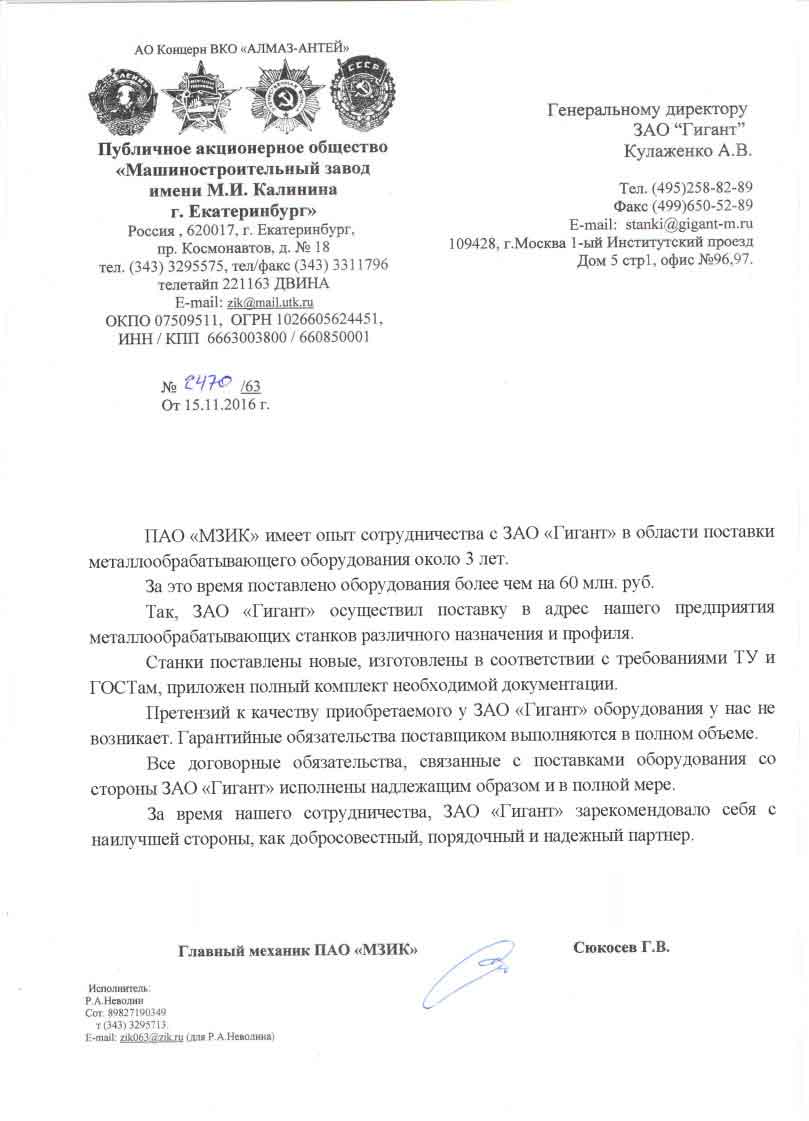 АО Концерн ВКО «АЛМАЗ-АНТЕЙ»
СССР
Публичное акционерное общество
«Машиностроительный завод
имени М.И. Калинина
г. Екатеринбург»
Россия , 620017, г. Екатеринбург,
пр. Космонавтов, д. № 18
тел. (343) 3295575, тел/факс (343) 3311796
телетайп 221163 ДВИНА
E-mail: zik@mail.utk.ru
ОКПО 07509511, ОГРН 1026605624451,
ИНН / КПП 6663003800 / 660850001
№ 2470 /63
От 15.11.2016 г.
Генеральному директору
ЗАО “Гигант”
Кулаженко А.В.
Тел. (495)258-82-89
Факс (499)650-52-89
E-mail: stanki@gigant-m.ru
109428, г.Москва 1-ый Институтский проезд
Дом 5 стр1, офис №96,97.
ПАО «МЗИК» имеет опыт сотрудничества с ЗАО «Гигант» в области поставки
металлообрабатывающего оборудования около 3 лет.
За это время поставлено оборудования более чем на 60 млн. руб.
Так, ЗАО «Гигант» осуществил поставку в адрес нашего предприятия
металлообрабатывающих станков различного назначения и профиля.
Станки поставлены новые, изготовлены в соответствии с требованиями ТУ и
ГОСТам, приложен полный комплект необходимой документации.
Претензий к качеству приобретаемого у ЗАО «Гигант» оборудования у нас не
возникает. Гарантийные обязательства поставщиком выполняются в полном объеме.
Все договорные обязательства, связанные с поставками оборудования со
стороны ЗАО «Гигант» исполнены надлежащим образом и в полной мере.
За время нашего сотрудничества, ЗАО «Гигант» зарекомендовало себя с
наилучшей стороны, как добросовестный, порядочный и надежный партнер.
Главный механик ПАО «МЗИК» Сюкосев Г.В.
Исполнитель:
Р.А.Неволин
Сот. 89827190349
т (343) 3295713.
E-mail: zik063@zik.ru (для Р.А.Неволина)